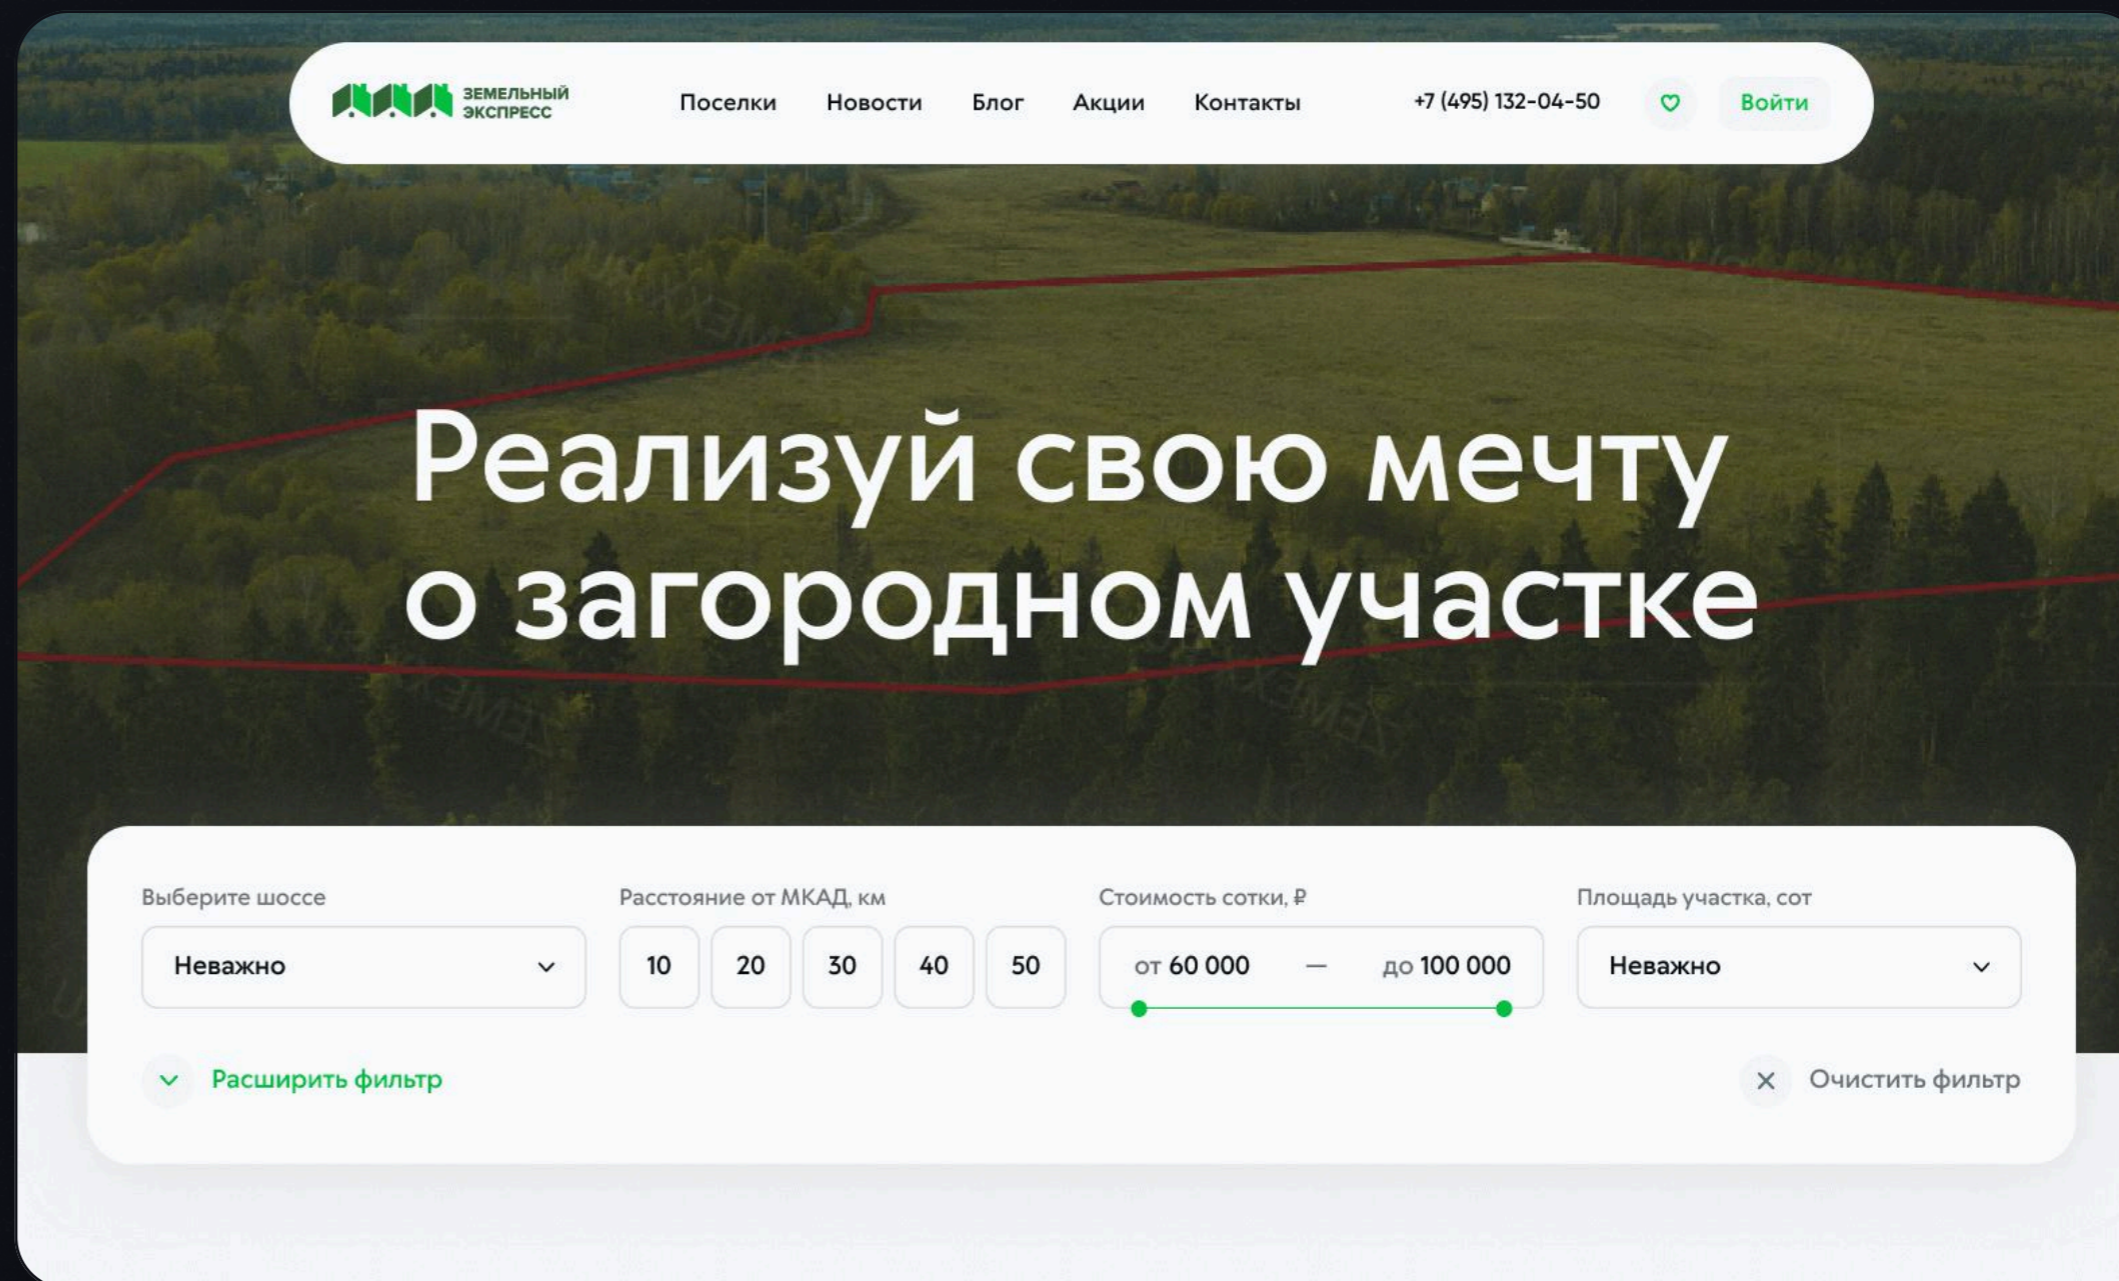 ЗЕМЕЛЬНЫЙ
ЭКСПРЕСС
Поселки Новости Блог Акции Контакты +7 (495) 132-04-50 Войти
Реализуй свою мечту
о загородном участке
ZEMEX
ZEMEX
Выберите шоссе Расстояние от МКАД, км Стоимость сотки, ₽ Площадь участка, сот
Неважно 10 20 30 40 50 от 60 000 — до 100 000 Неважно
Расширить фильтр Очистить фильтр